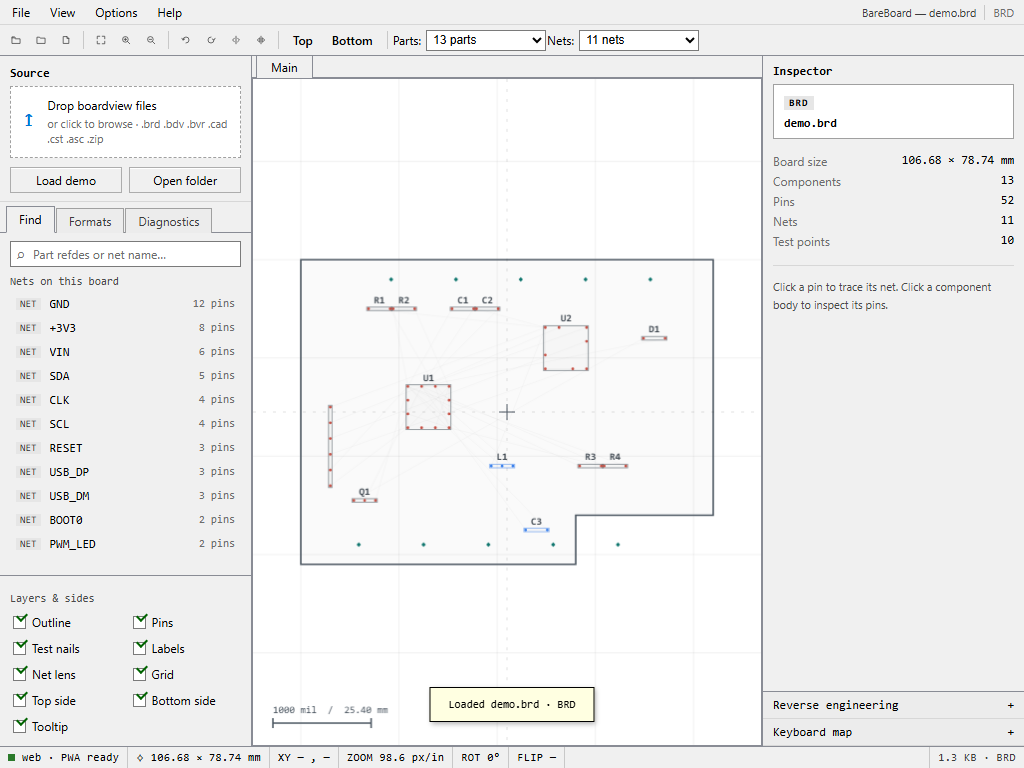 File View Options Help BareBoard — demo.brd BRD
Top Bottom Parts: 13 parts Nets: 11 nets
Source
Drop boardview files
or click to browse · .brd .bdv .bvr .cad
.cst .asc .zip
Load demo Open folder
Find Formats Diagnostics
Part refdes or net name...
Nets on this board
NET GND 12 pins
NET +3V3 8 pins
NET VIN 6 pins
NET SDA 5 pins
NET CLK 4 pins
NET SCL 4 pins
NET RESET 3 pins
NET USB_DP 3 pins
NET USB_DM 3 pins
NET BOOT0 2 pins
NET PWM_LED 2 pins
Layers & sides
Outline Pins
Test nails Labels
Net lens Grid
Top side Bottom side
Tooltip
Main
R1 R2 C1 C2
U2
D1
U1
L1 R3 R4
Q1
C3
1000 mil / 25.40 mm
Loaded demo.brd · BRD
Inspector
BRD
demo.brd
Board size 106.68 × 78.74 mm
Components 13
Pins 52
Nets 11
Test points 10
Click a pin to trace its net. Click a component
body to inspect its pins.
Reverse engineering +
Keyboard map +
web · PWA ready ◊ 106.68 × 78.74 mm XY — , — ZOOM 98.6 px/in ROT 0° FLIP — 1.3 KB · BRD